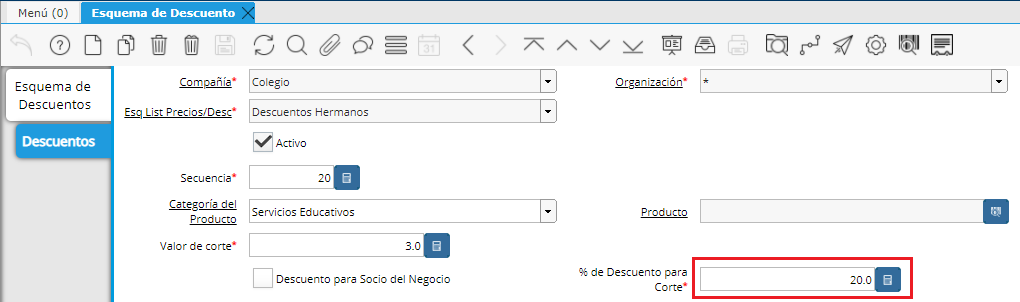 Menú (0) Esquema de Descuento
31
Esquema de
Descuentos
Descuentos
Compañía* Colegio Organización* *
Esq List Precios/Desc* Descuentos Hermanos
Activo
Secuencia* 20
Categoría del
Producto Servicios Educativos Producto
Valor de corte* 3.0
Descuento para Socio del Negocio % de Descuento para
Corte* 20.0